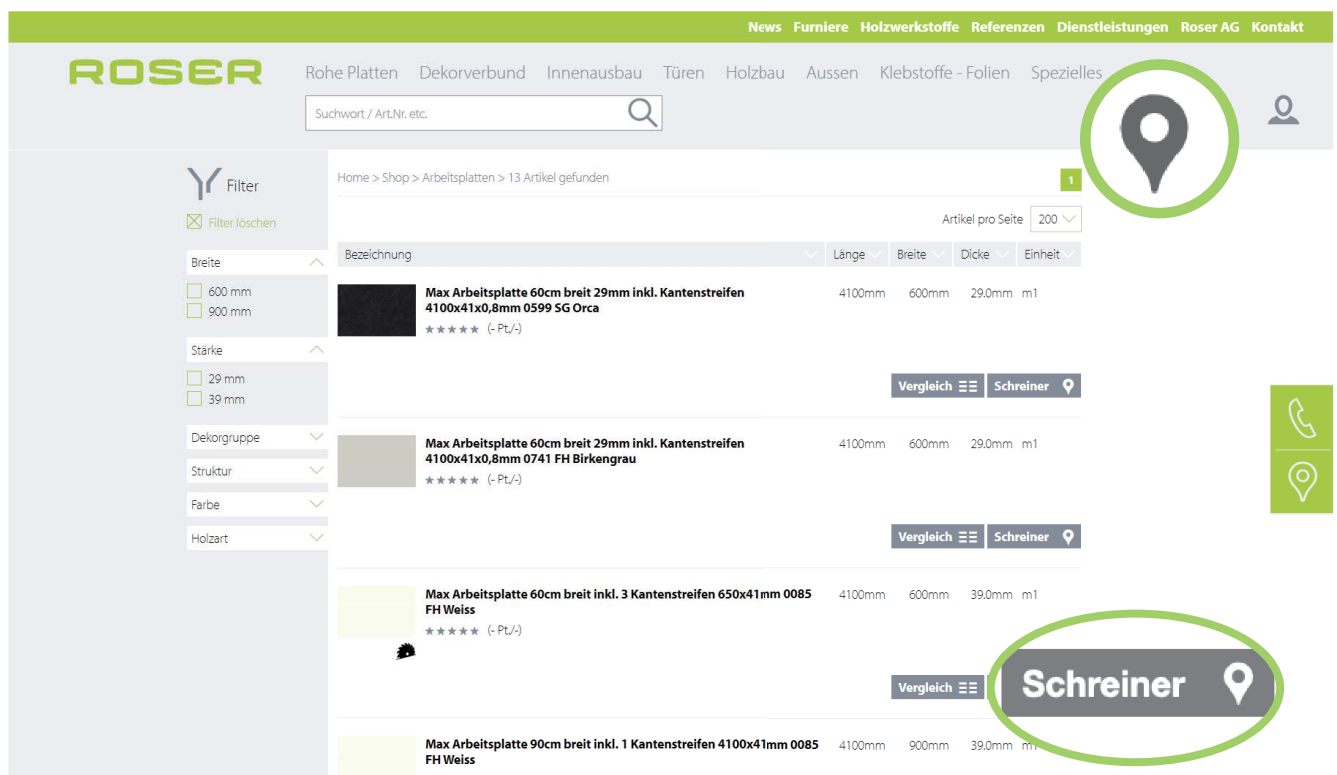 News Furniere Holzwerkstoffe Referenzen Dienstleistungen Roser AG Kontakt
ROSER
Rohe Platten Dekorverbund Innenausbau Türen Holzbau Aussen Klebstoffe - Folien Spezielles
Suchwort / Art.Nr. etc.
Filter
Filter löschen
Breite
600 mm
900 mm
Stärke
29 mm
39 mm
Dekorgruppe
Struktur
Farbe
Holzart
Home > Shop > Arbeitsplatten > 13 Artikel gefunden
1
Artikel pro Seite 200
Bezeichnung Länge Breite Dicke Einheit
Max Arbeitsplatte 60cm breit 29mm inkl. Kantenstreifen 4100mm 600mm 29.0mm m1
4100x41x0,8mm 0599 SG Orca
(- Pt./-)
Vergleich Schreiner
Max Arbeitsplatte 60cm breit 29mm inkl. Kantenstreifen 4100mm 600mm 29.0mm m1
4100x41x0,8mm 0741 FH Birkengrau
(- Pt./-)
Vergleich Schreiner
Max Arbeitsplatte 60cm breit inkl. 3 Kantenstreifen 650x41mm 0085 4100mm 600mm 39.0mm m1
FH Weiss
(- Pt./-)
Vergleich Schreiner
Max Arbeitsplatte 90cm breit inkl. 1 Kantenstreifen 4100x41mm 0085 4100mm 900mm 39.0mm m1
FH Weiss